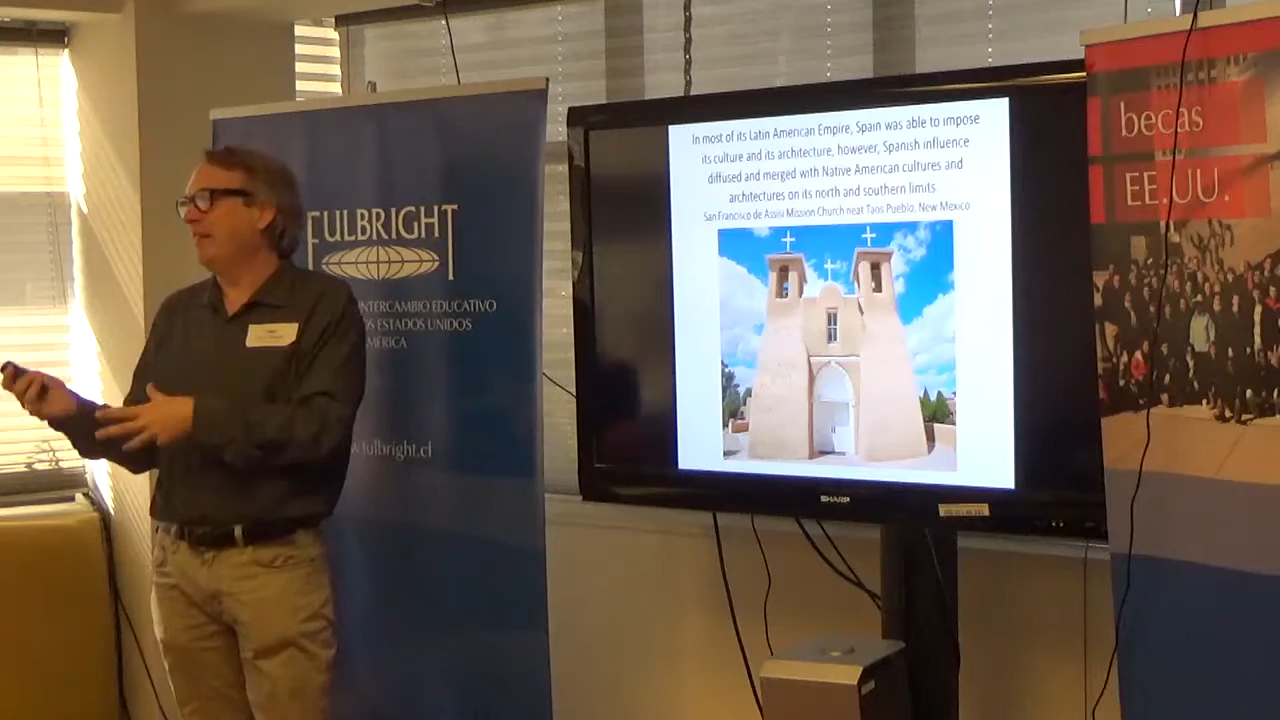 FULBRIGHT
INTERCAMBIO EDUCATIVO
OS ESTADOS UNIDOS
MÉRICA
w.fulbright.cl
In most of its Latin American Empire, Spain was able to impose
its culture and its architecture, however, Spanish influence
diffused and merged with Native American cultures and
architectures on its north and southern limits
San Francisco de Assisi Mission Church neat Taos Pueblo, New Mexico
SHARP
becas
EE.UU.